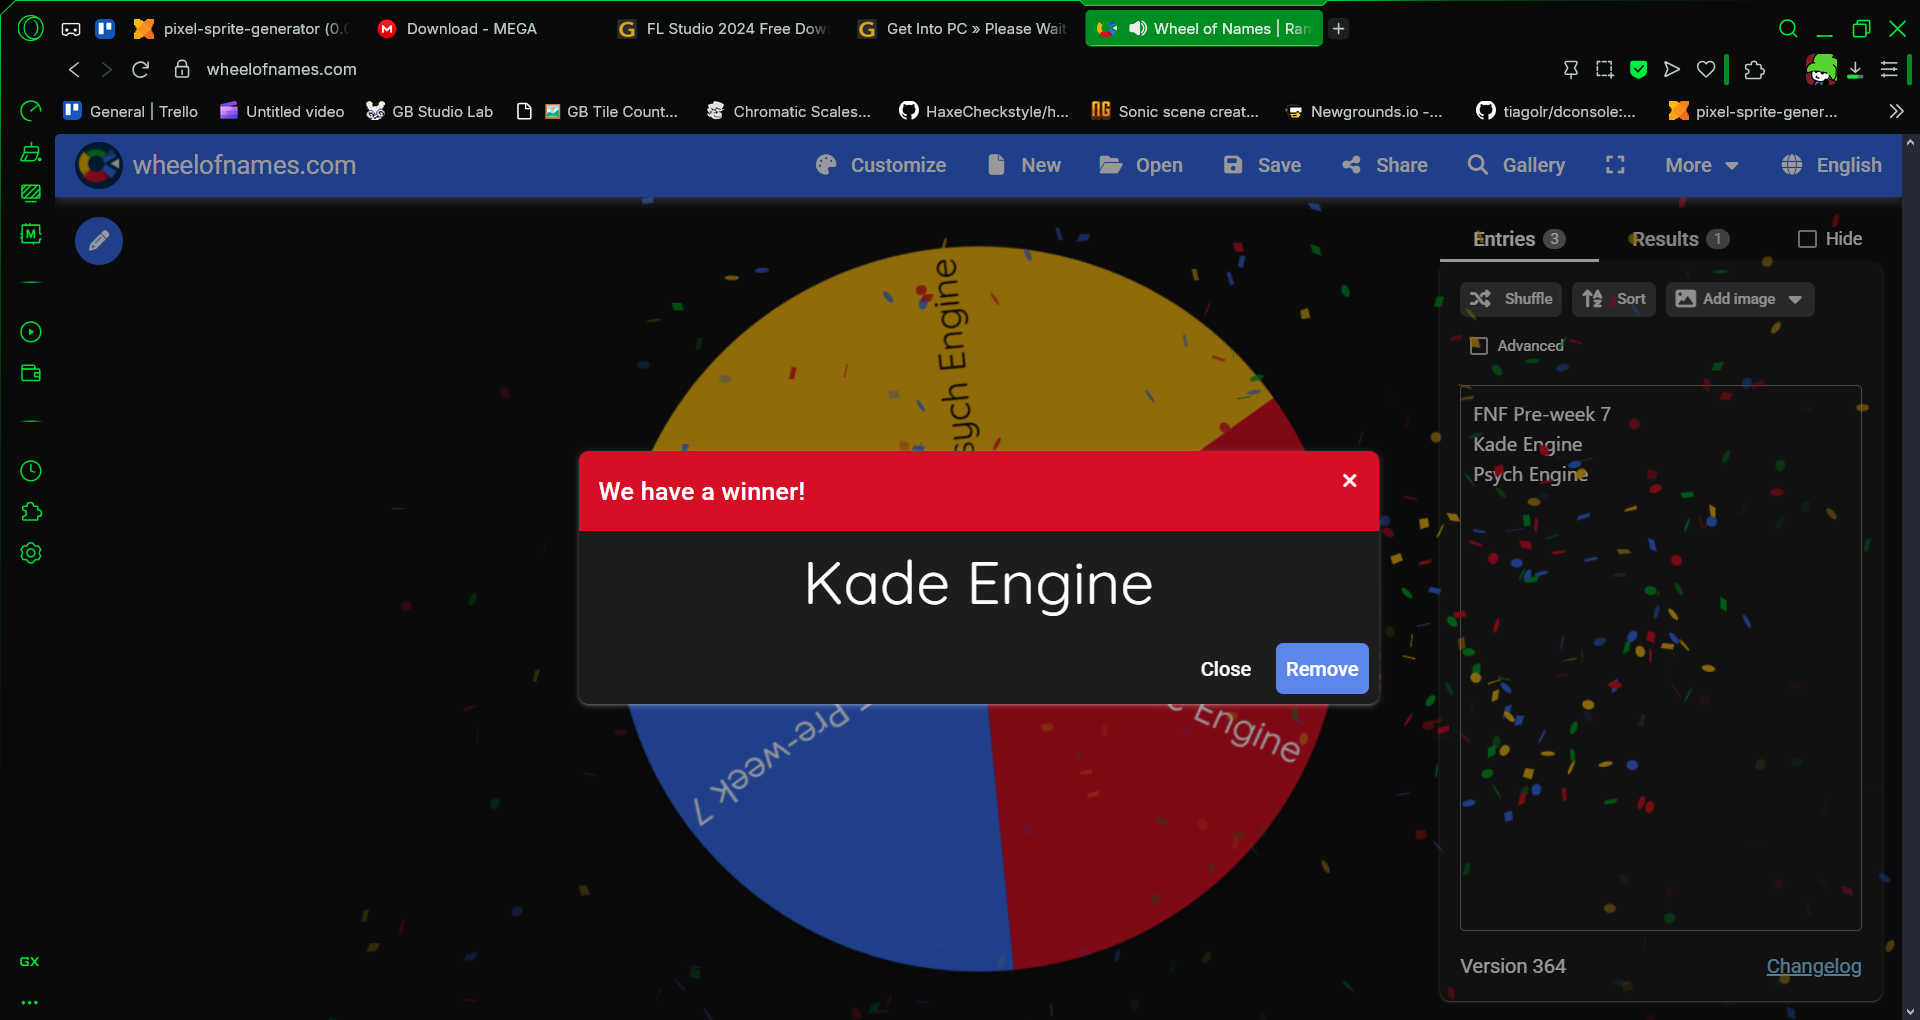 pixel-sprite-generator (0.
Download - MEGA
FL Studio 2024 Free Dow
Get Into PC » Please Wait
Wheel of Names | Ran
wheelofnames.com
General | Trello
Untitled video
GB Studio Lab
GB Tile Count...
Chromatic Scales...
HaxeCheckstyle/h...
Sonic scene creat...
Newgrounds.io -...
tiagolr/dconsole:...
pixel-sprite-gener...
wheelofnames.com
Customize
New
Open
Save
Share
Gallery
More
English
Entries 3
Results 1
Hide
Shuffle
Sort
Add image
Advanced
FNF Pre-week 7
Kade Engine
Psych Engine
sych Engine
We have a winner!
Kade Engine
Close
Remove
Pre-week 7
Engine
Version 364
Changelog
GX